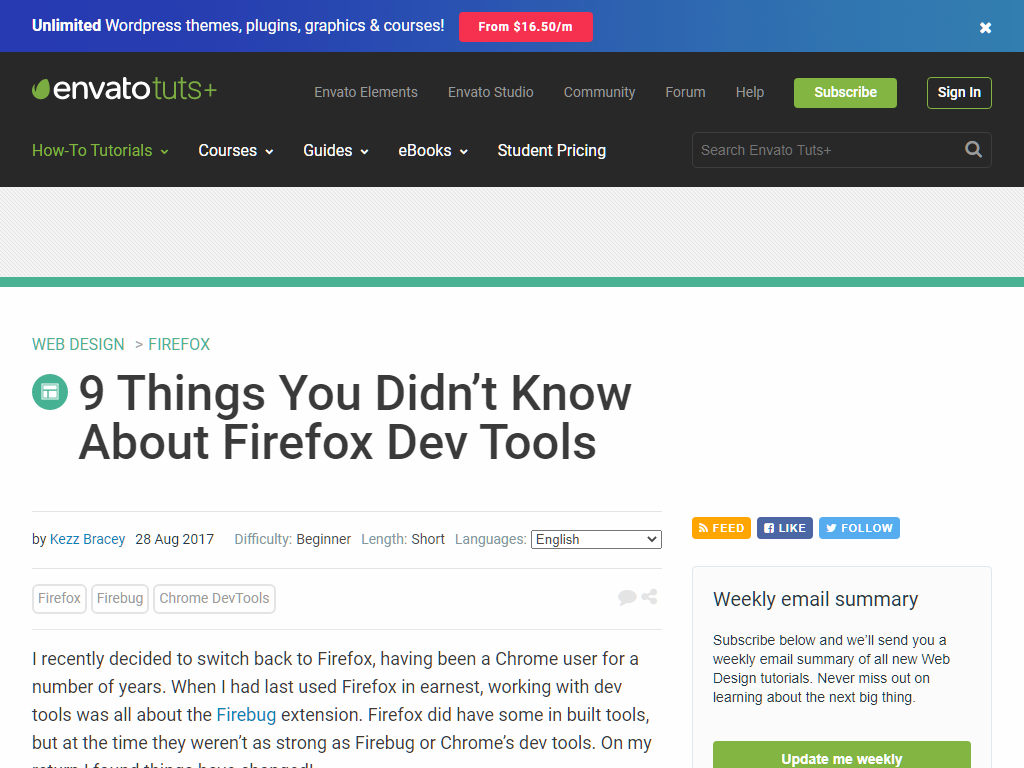 Unlimited Wordpress themes, plugins, graphics & courses! From $16.50/m
envato tuts+
Envato Elements Envato Studio Community Forum Help Subscribe Sign In
How-To Tutorials Courses Guides eBooks Student Pricing Search Envato Tuts+
WEB DESIGN > FIREFOX
9 Things You Didn’t Know
About Firefox Dev Tools
by Kezz Bracey 28 Aug 2017 Difficulty: Beginner Length: Short Languages: English
Firefox Firebug Chrome DevTools
I recently decided to switch back to Firefox, having been a Chrome user for a
number of years. When I had last used Firefox in earnest, working with dev
tools was all about the Firebug extension. Firefox did have some in built tools,
but at the time they weren’t as strong as Firebug or Chrome’s dev tools. On my
return I found things have changed!
FEED LIKE FOLLOW
Weekly email summary
Subscribe below and we’ll send you a
weekly email summary of all new Web
Design tutorials. Never miss out on
learning about the next big thing.
Update me weekly